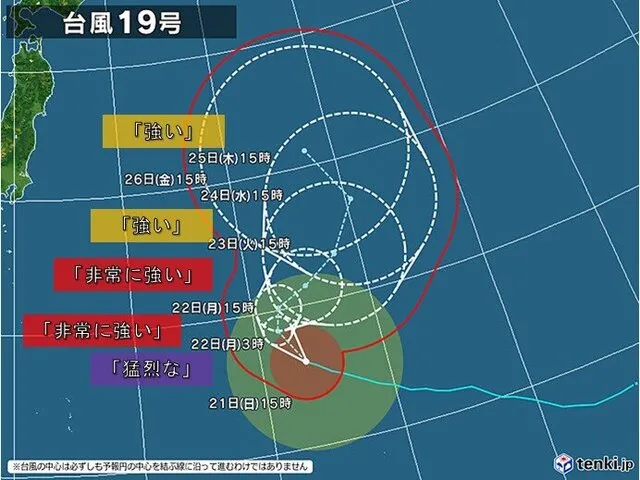 台風19号
「強い」
25日(木)15時
26日(金)15時
24日(水)15時
「強い」
23日(火)15時
「非常に強い」
22日(月)15時
「非常に強い」
22日(月)3時
「猛烈な」
21日(日)15時
※台風の中心は必ずしも予報円の中心を結ぶ線に沿って進むわけではありません
tenki.jp